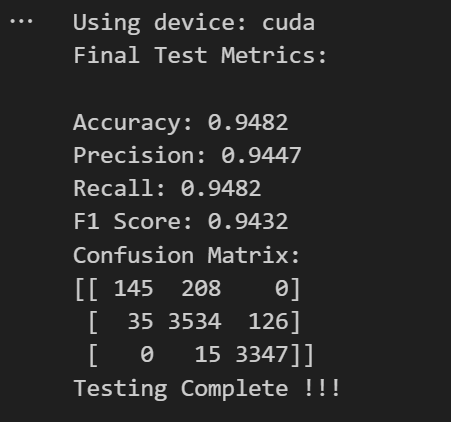 ... Using device: cuda
Final Test Metrics:
Accuracy: 0.9482
Precision: 0.9447
Recall: 0.9482
F1 Score: 0.9432
Confusion Matrix:
[[ 145  208    0]
 [  35 3534  126]
 [   0   15 3347]]
Testing Complete !!!